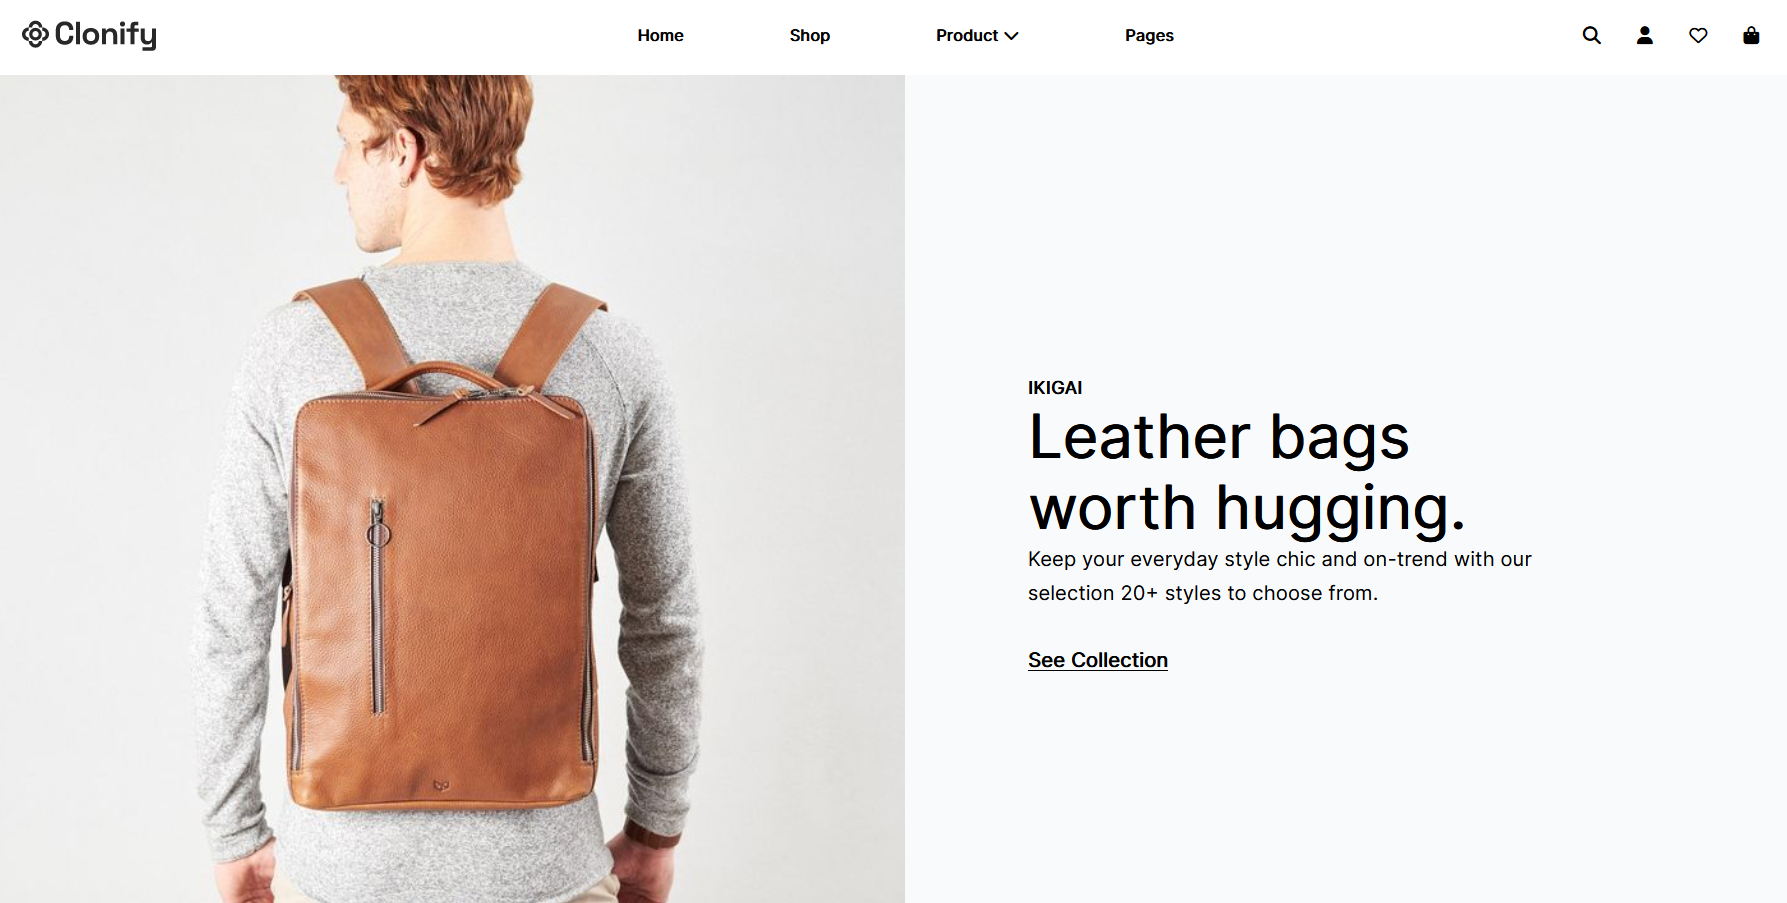 Clonify
Home
Shop
Product
Pages
IKIGAI
Leather bags
worth hugging.
Keep your everyday style chic and on-trend with our
selection 20+ styles to choose from.
See Collection